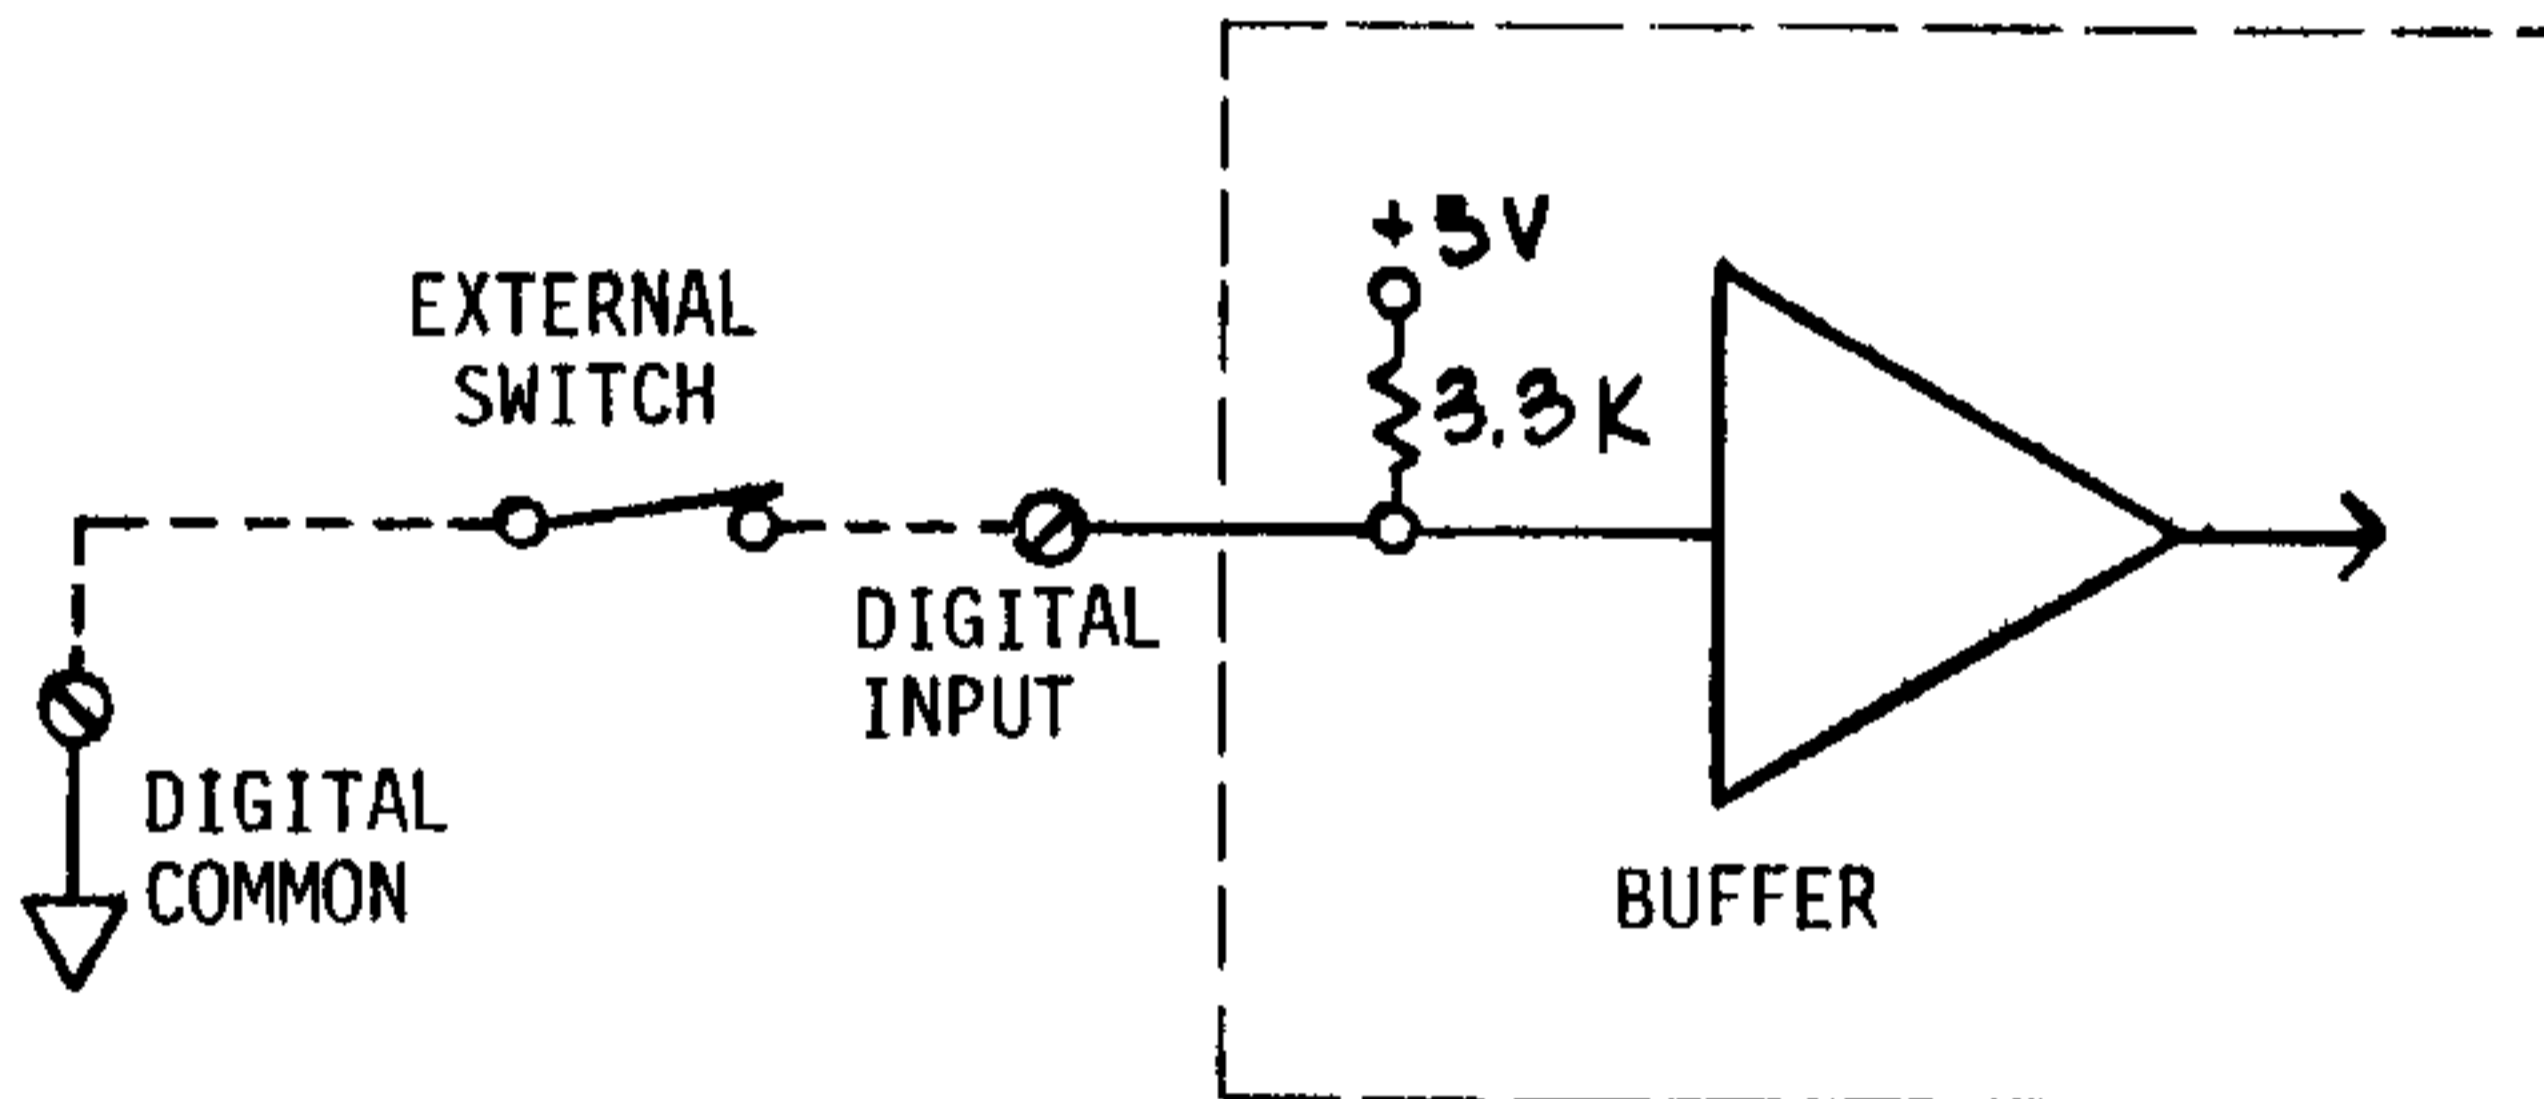 +5V
EXTERNAL
SWITCH
3.3K
DIGITAL
INPUT
DIGITAL
COMMON
BUFFER